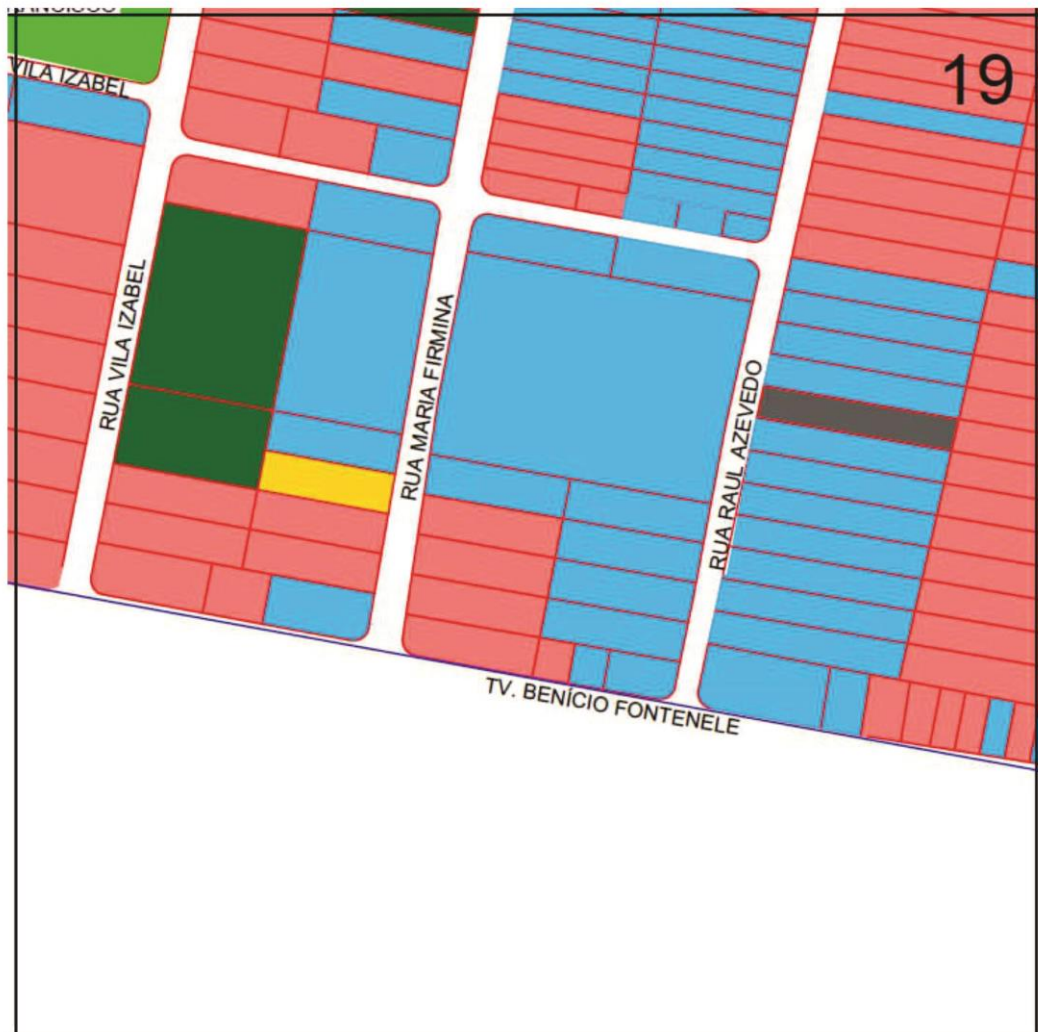 VILA IZABEL
19
RUA VILA IZABEL
RUA MARIA FIRMINA
RUA RAUL AZEVEDO
TV. BENÍCIO FONTENELE